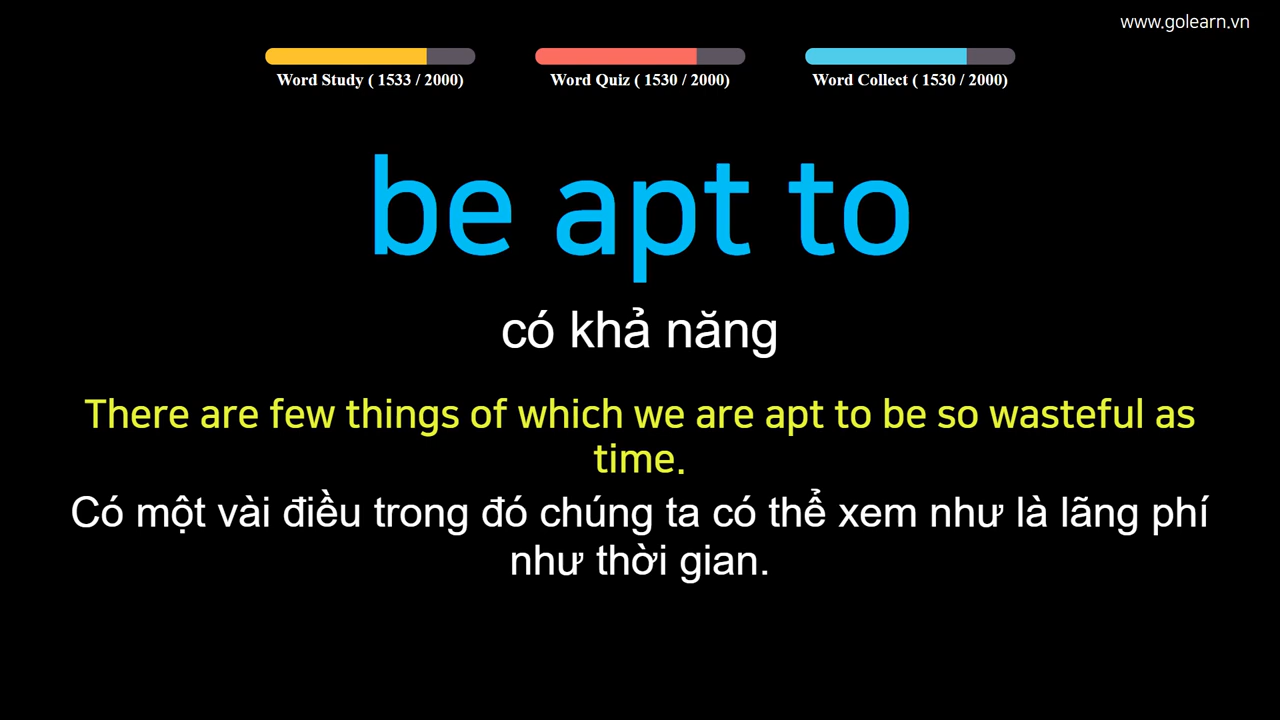 www.golearn.vn
Word Study ( 1533 / 2000)
Word Quiz ( 1530 / 2000)
Word Collect ( 1530 / 2000)
be apt to
có khả năng
There are few things of which we are apt to be so wasteful as
time.
Có một vài điều trong đó chúng ta có thể xem như là lãng phí
như thời gian.